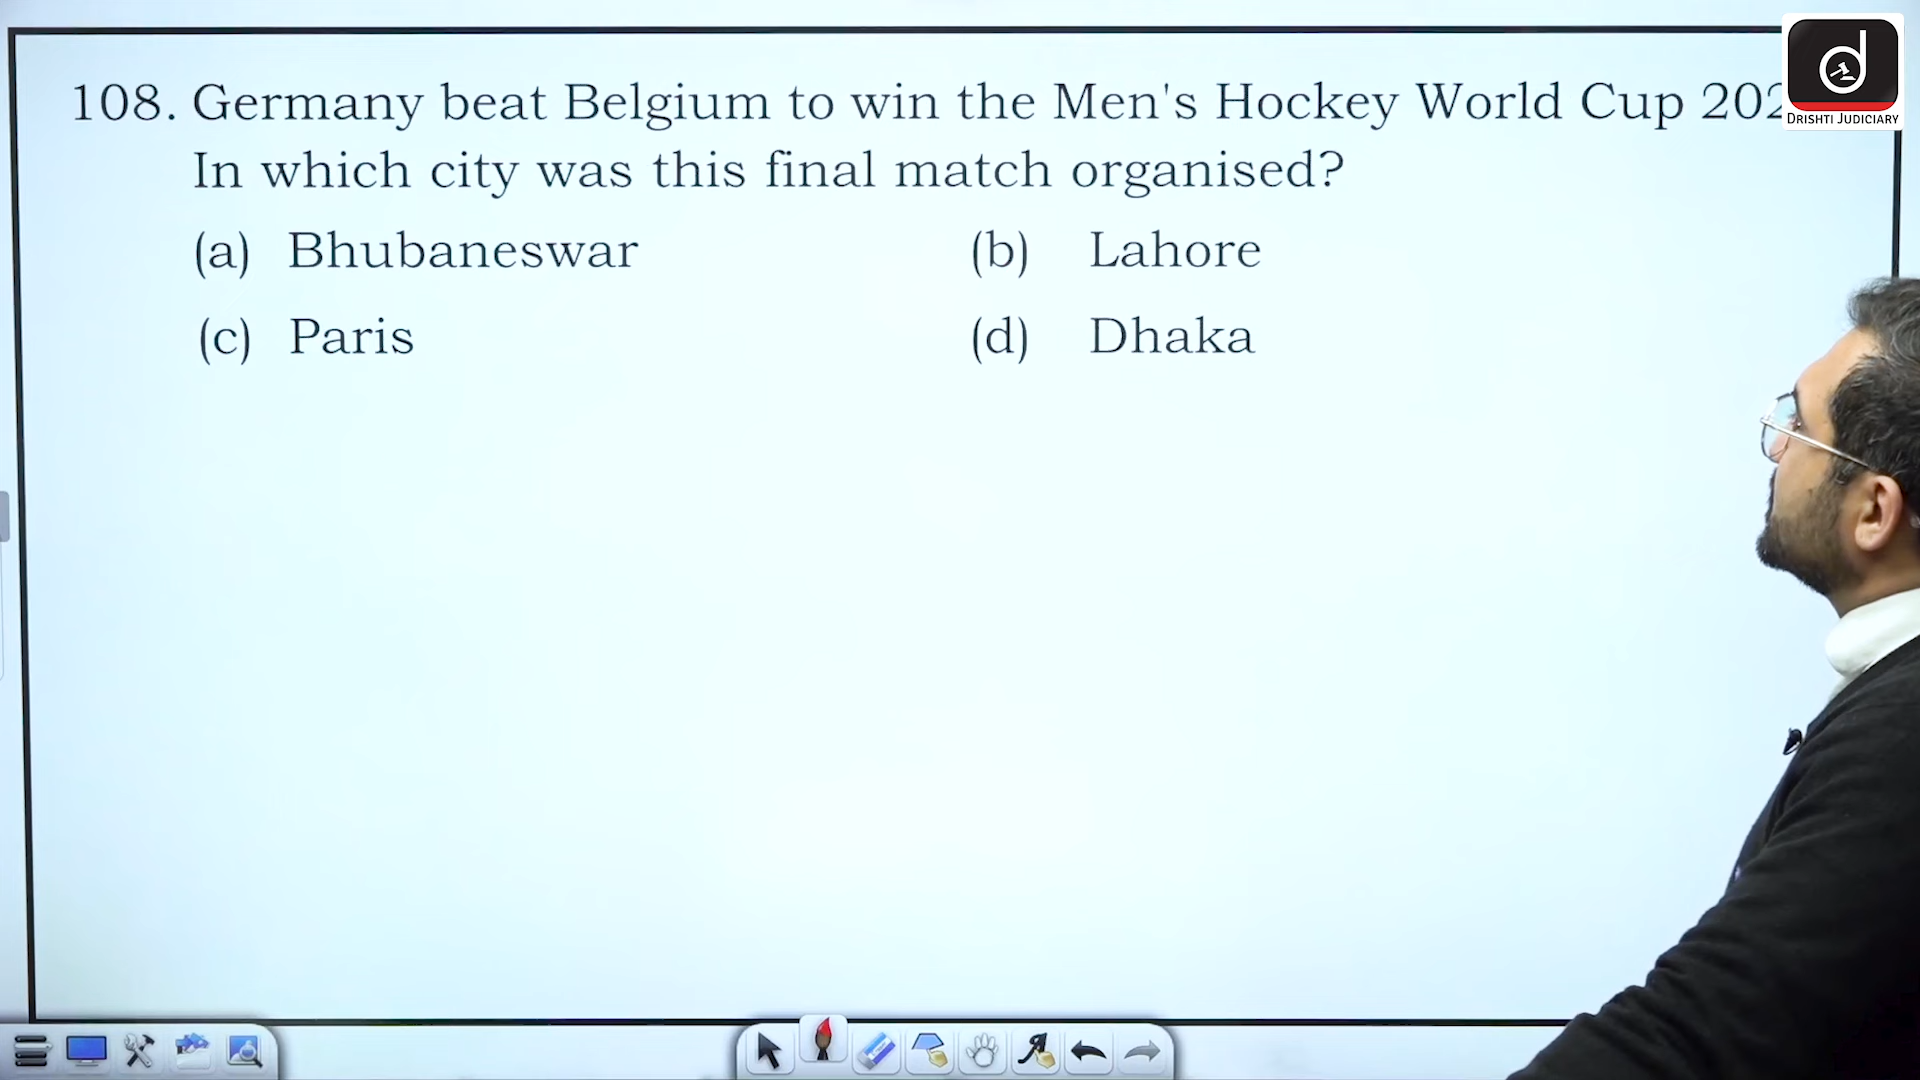 108. Germany beat Belgium to win the Men's Hockey World Cup
In which city was this final match organised?
(a) Bhubaneswar (b) Lahore
(c) Paris (d) Dhaka
DRISHTI JUDICIARY